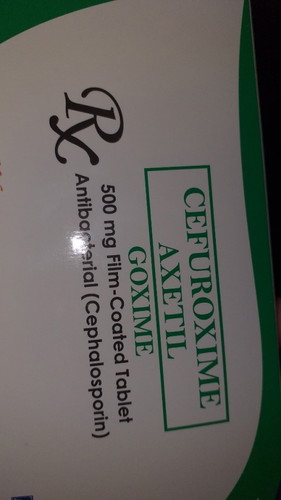 CEFUROXIME
AXETIL
GOXIME
Rx
500 mg Film-Coated Tablet
Antibacterial (Cephalosporin)